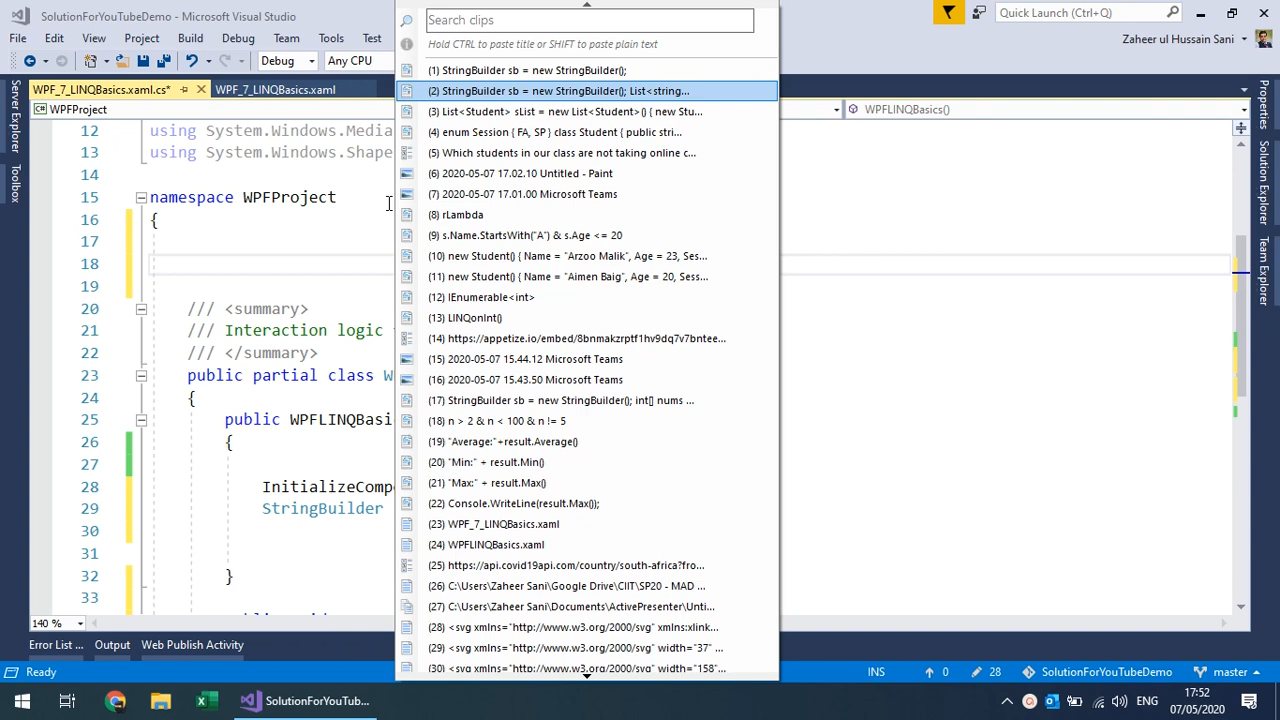 SolutionForYouTubeDemo - Microsoft Visual Studio
Quick Launch (Ctrl+Q)
File Edit View Project Build Debug Team Tools Test
Zaheer ul Hussain Sani
Debug Any CPU
WPF_7_LINQBasics.xaml.cs* WPF_7_LINQBasics.xaml
WPFProject
WPFLINQBasics()
Server Explorer
Toolbox
Solution Explorer
Team Explorer
12 using System.Windows.Media
13 using System.Windows.Shape
14
15 namespace WPFProject
16 {
17
18
19
20 /// <summary>
21 /// Interaction logic
22 /// </summary>
23 public partial class W
24 {
25 public WPFLINQBasi
26 {
27
28 InitializeCompo
29 StringBuilder
30
31
32 }
33
140 %
Search clips
Hold CTRL to paste title or SHIFT to paste plain text
(1) StringBuilder sb = new StringBuilder();
(2) StringBuilder sb = new StringBuilder(); List<string...
(3) List<Student> sList = new List<Student>() { new Stu...
(4) enum Session { FA, SP } class Student { public stri...
(5) Which students in our class are not taking online c...
(6) 2020-05-07 17.02.10 Untitled - Paint
(7) 2020-05-07 17.01.00 Microsoft Teams
(8) rLambda
(9) s.Name.StartsWith("A") & s.Age <= 20
(10) new Student() { Name = "Arzoo Malik", Age = 23, Ses...
(11) new Student() { Name = "Aimen Baig", Age = 20, Sess...
(12) IEnumerable<int>
(13) LINQonInt()
(14) https://appetize.io/embed/8bnmakzrptf1hv9dq7v7bntee...
(15) 2020-05-07 15.44.12 Microsoft Teams
(16) 2020-05-07 15.43.50 Microsoft Teams
(17) StringBuilder sb = new StringBuilder(); int[] nums ...
(18) n > 2 & n < 100 & n != 5
(19) "Average:"+result.Average()
(20) "Min:" + result.Min()
(21) "Max:" + result.Max()
(22) Console.WriteLine(result.Max());
(23) WPF_7_LINQBasics.xaml
(24) WPFLINQBasics.xaml
(25) https://api.covid19api.com/country/south-africa?fro...
(26) C:\Users\Zaheer Sani\Google Drive\CIIT\SP20 - MAD ...
(27) C:\Users\Zaheer Sani\Documents\ActivePresenter\Unti...
(28) <svg xmlns="http://www.w3.org/2000/svg" xmlns:xlink...
(29) <svg xmlns="http://www.w3.org/2000/svg" width="37" ...
(30) <svg xmlns="http://www.w3.org/2000/svg" width="158"...
Error List ... Output Web Publish Activity
Ready
INS 0 28 SolutionForYouTubeDemo master
SolutionForYouTub...
ENG 17:52
07/05/2020